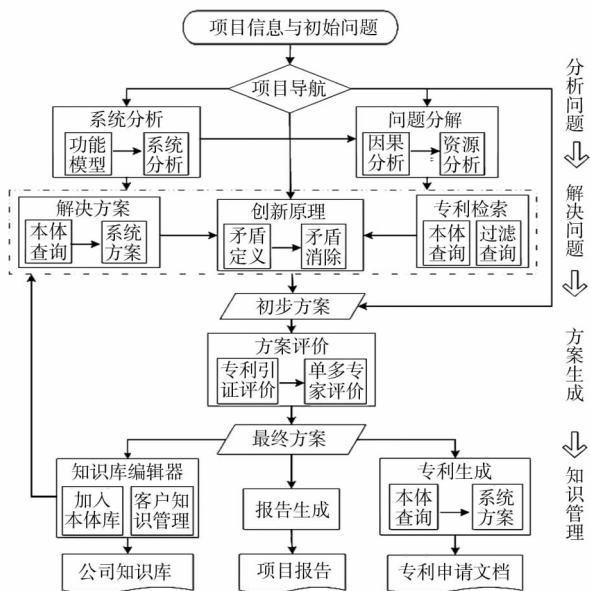 项目信息与初始问题
项目导航
系统分析
功能
模型
系统
分析
问题分解
因果
分析
资源
分析
解决方案
本体
查询
系统
方案
创新原理
矛盾
定义
矛盾
消除
专利检索
本体
查询
过滤
查询
初步方案
方案评价
专利引
证评价
单多专
家评价
最终方案
知识库编辑器
加入
本体库
客户知
识管理
报告生成
专利生成
本体
查询
系统
方案
公司知识库
项目报告
专利申请文档
分析问题
解决问题
方案生成
知识管理